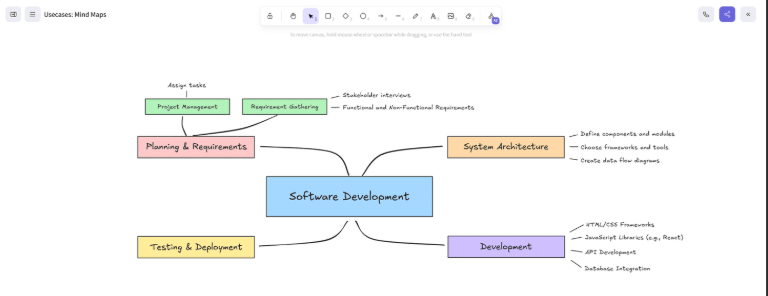 Usecases: Mind Maps
To move canvas, hold mouse wheel or spacebar while dragging, or use the hand tool
Assign tasks
Project Management
Requirement Gathering
Stakeholder interviews
Functional and Non-Functional Requirements
Planning & Requirements
System Architecture
Define components and modules
Choose frameworks and tools
Create data flow diagrams
Software Development
Testing & Deployment
Development
HTML/CSS Frameworks
JavaScript Libraries (e.g., React)
API Development
Database Integration